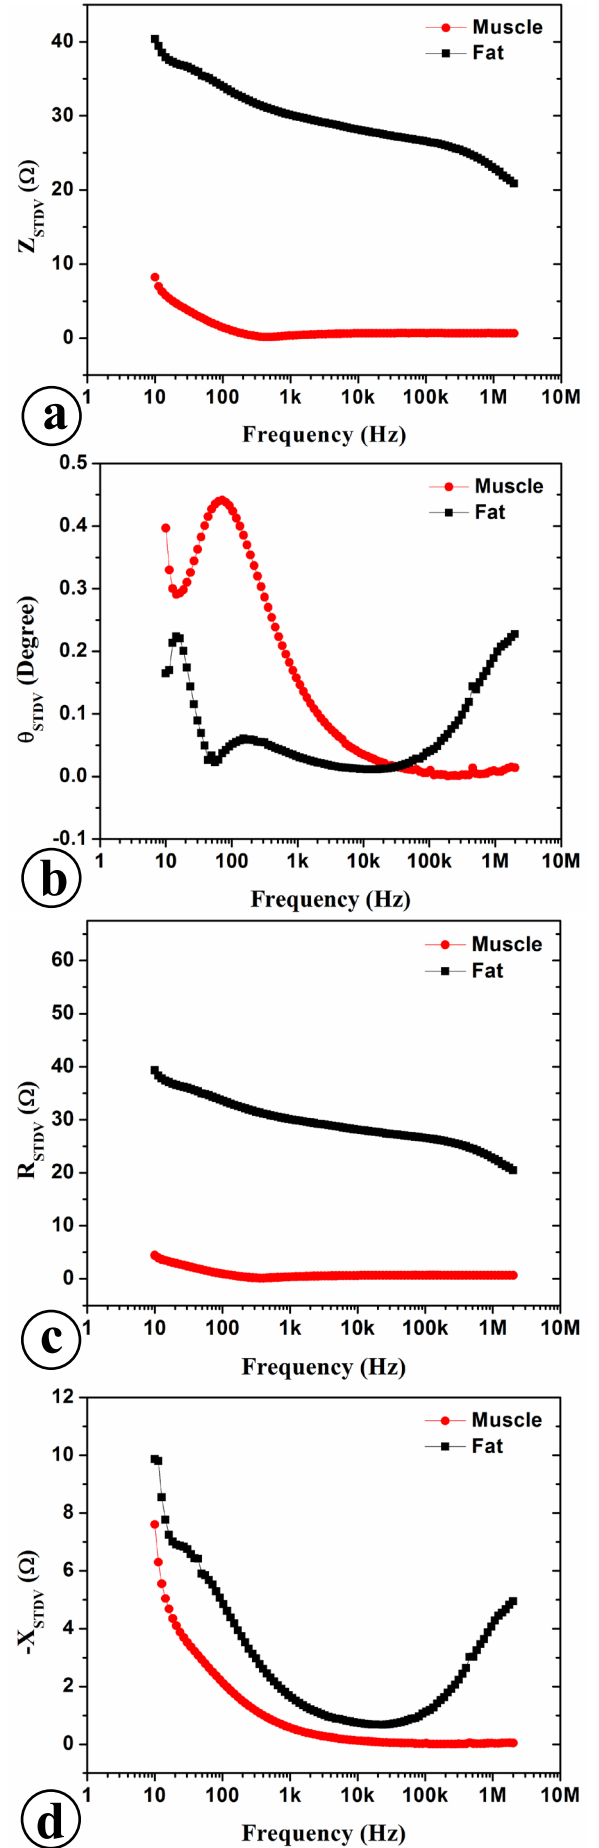 Muscle
Fat
40
30
20
10
0
Z_STDV (Ω)
1 10 100 1k 10k 100k 1M 10M
Frequency (Hz)
a
0.5
0.4
0.3
0.2
0.1
0.0
-0.1
θ_STDV (Degree)
Muscle
Fat
1 10 100 1k 10k 100k 1M 10M
Frequency (Hz)
b
60
50
40
30
20
10
0
R_STDV (Ω)
Muscle
Fat
1 10 100 1k 10k 100k 1M 10M
Frequency (Hz)
c
12
10
8
6
4
2
0
-X_STDV (Ω)
Muscle
Fat
1 10 100 1k 10k 100k 1M 10M
Frequency (Hz)
d